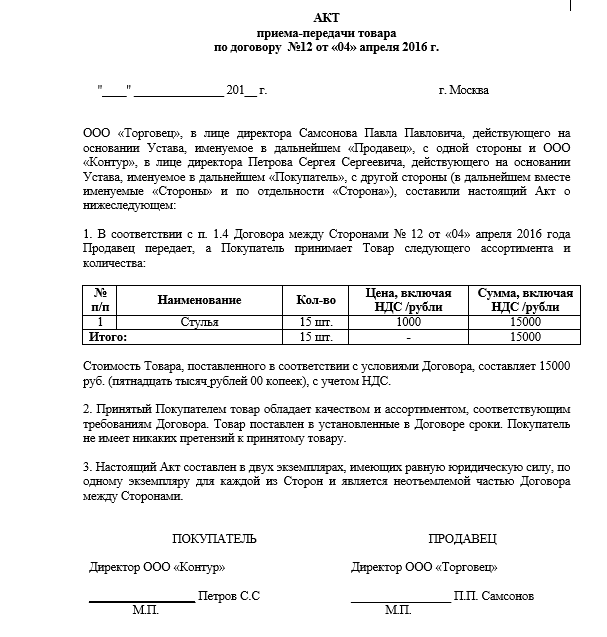 АКТ
приема-передачи товара
по договору №12 от «04» апреля 2016 г.
"____" _______________ 201__ г. г. Москва
ООО «Торговец», в лице директора Самсонова Павла Павловича, действующего на
основании Устава, именуемое в дальнейшем «Продавец», с одной стороны и ООО
«Контур», в лице директора Петрова Сергея Сергеевича, действующего на основании
Устава, именуемое в дальнейшем «Покупатель», с другой стороны (в дальнейшем вместе
именуемые «Стороны» и по отдельности «Сторона»), составили настоящий Акт о
нижеследующем:
1. В соответствии с п. 1.4 Договора между Сторонами № 12 от «04» апреля 2016 года
Продавец передает, а Покупатель принимает Товар следующего ассортимента и
количества:
№ п/п Наименование Кол-во Цена, включая НДС /рубли Сумма, включая НДС /рубли
1 Стулья 15 шт. 1000 15000
Итого: 15 шт. - 15000
Стоимость Товара, поставленного в соответствии с условиями Договора, составляет 15000
руб. (пятнадцать тысяч рублей 00 копеек), с учетом НДС.
2. Принятый Покупателем товар обладает качеством и ассортиментом, соответствующим
требованиям Договора. Товар поставлен в установленные в Договоре сроки. Покупатель
не имеет никаких претензий к принятому товару.
3. Настоящий Акт составлен в двух экземплярах, имеющих равную юридическую силу, по
одному экземпляру для каждой из Сторон и является неотъемлемой частью Договора
между Сторонами.
ПОКУПАТЕЛЬ ПРОДАВЕЦ
Директор ООО «Контур» Директор ООО «Торговец»
_________________ Петров С.С _________________ П.П. Самсонов
М.П. М.П.